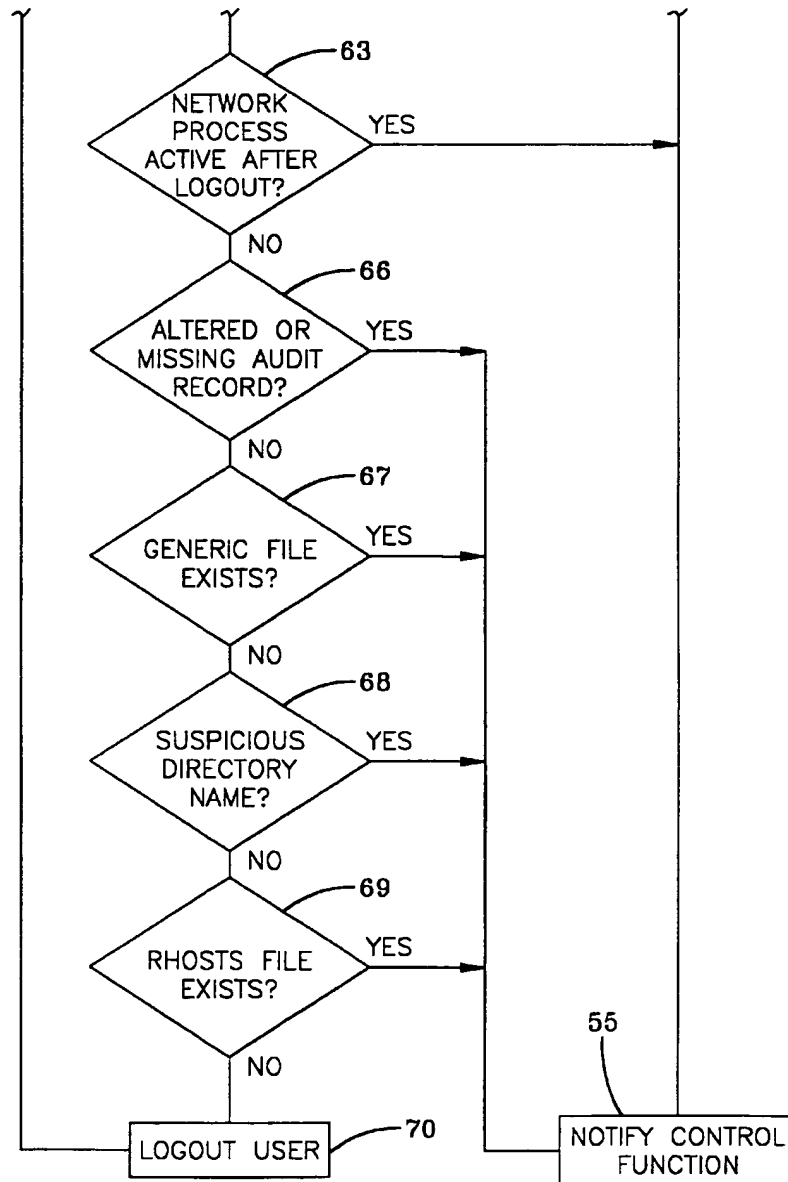 63
NETWORK
PROCESS
ACTIVE AFTER
LOGOUT?
YES
NO
66
ALTERED OR
MISSING AUDIT
RECORD?
YES
NO
67
GENERIC FILE
EXISTS?
YES
NO
68
SUSPICIOUS
DIRECTORY
NAME?
YES
NO
69
RHOSTS FILE
EXISTS?
YES
NO
LOGOUT USER
70
55
NOTIFY CONTROL
FUNCTION